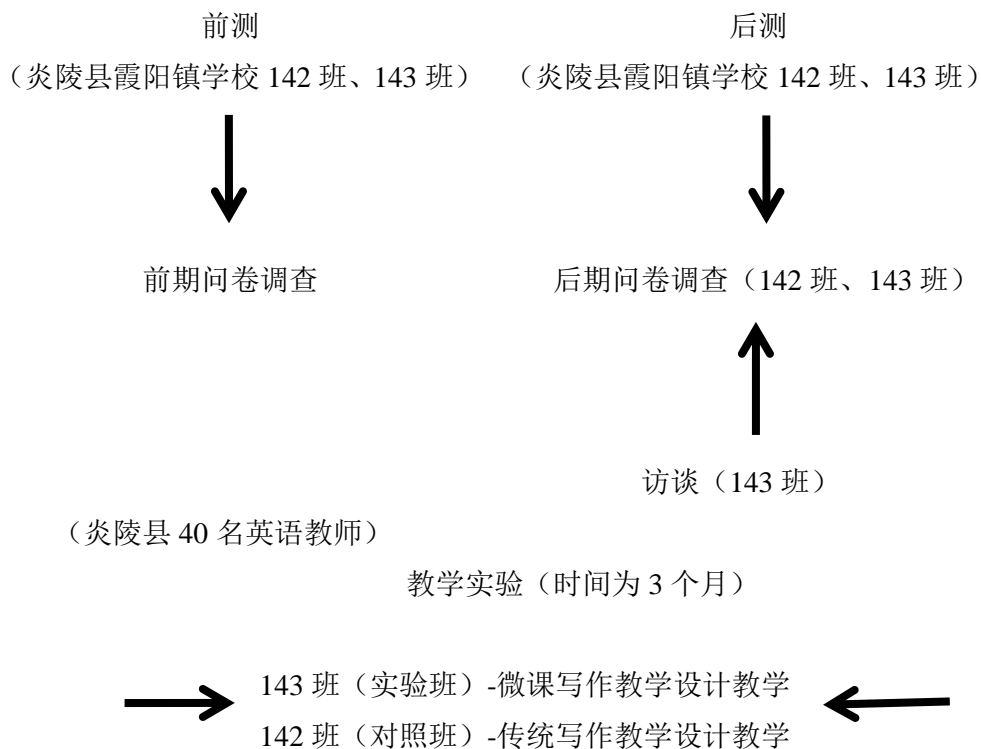 前测
后测
（炎陵县霞阳镇学校 142 班、143 班）
（炎陵县霞阳镇学校 142 班、143 班）
前期问卷调查
后期问卷调查（142 班、143 班）
访谈（143 班）
（炎陵县 40 名英语教师）
教学实验（时间为 3 个月）
143 班（实验班）-微课写作教学设计教学
142 班（对照班）-传统写作教学设计教学